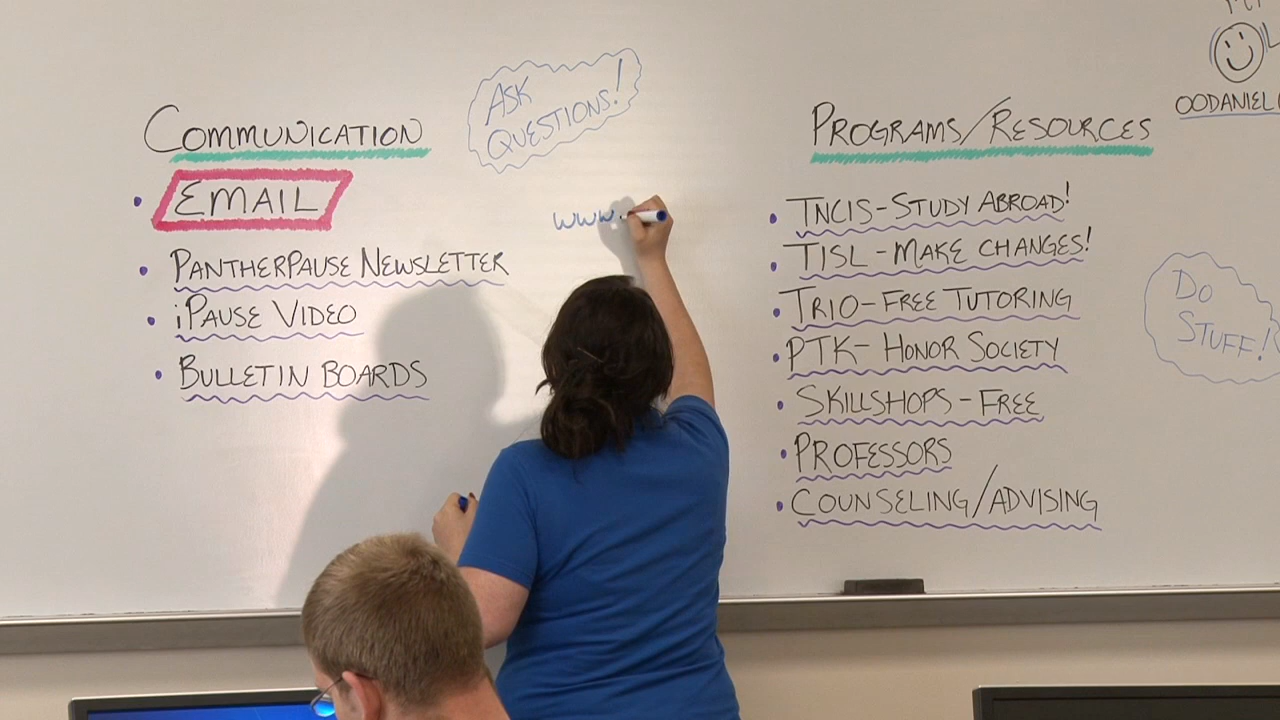 COMMUNICATION
EMAIL
PANTHERPAUSE NEWSLETTER
iPAUSE VIDEO
BULLETIN BOARDS
ASK
QUESTIONS!
WWW.
PROGRAMS/RESOURCES
TNCIS-STUDY ABROAD!
TISL-MAKE CHANGES!
TRIO-FREE TUTORING
PTK-HONOR SOCIETY
SKILLSHOPS-FREE
PROFESSORS
COUNSELING/ADVISING
OODANIEL
DO
STUFF!